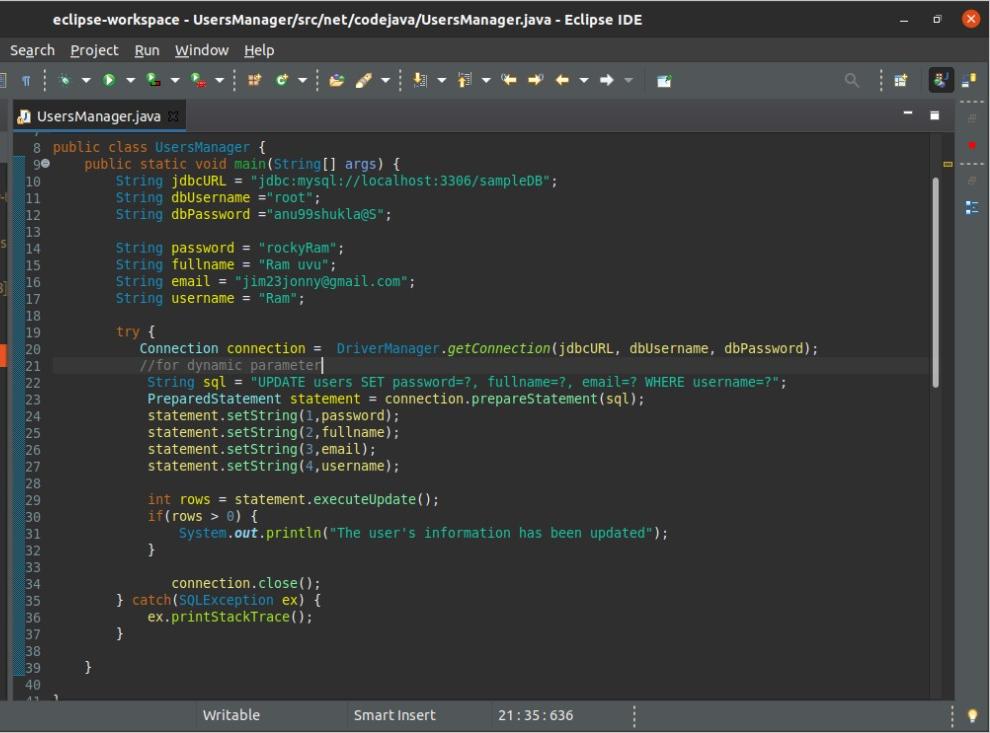 eclipse-workspace - UsersManager/src/net/codejava/UsersManager.java - Eclipse IDE
Search Project Run Window Help
UsersManager.java
8 public class UsersManager {
9 public static void main(String[] args) {
10 String jdbcURL = "jdbc:mysql://localhost:3306/sampleDB";
11 String dbUsername ="root";
12 String dbPassword ="anu99shukla@S";
13
14 String password = "rockyRam";
15 String fullname = "Ram uvu";
16 String email = "jim23jonny@gmail.com";
17 String username = "Ram";
18
19 try {
20 Connection connection =  DriverManager.getConnection(jdbcURL, dbUsername, dbPassword);
21 //for dynamic parameter
22 String sql = "UPDATE users SET password=?, fullname=?, email=? WHERE username=?";
23 PreparedStatement statement = connection.prepareStatement(sql);
24 statement.setString(1,password);
25 statement.setString(2,fullname);
26 statement.setString(3,email);
27 statement.setString(4,username);
28
29 int rows = statement.executeUpdate();
30 if(rows > 0) {
31 System.out.println("The user's information has been updated");
32 }
33
34 connection.close();
35 } catch(SQLException ex) {
36 ex.printStackTrace();
37 }
38
39 }
40
Writable Smart Insert 21 : 35 : 636